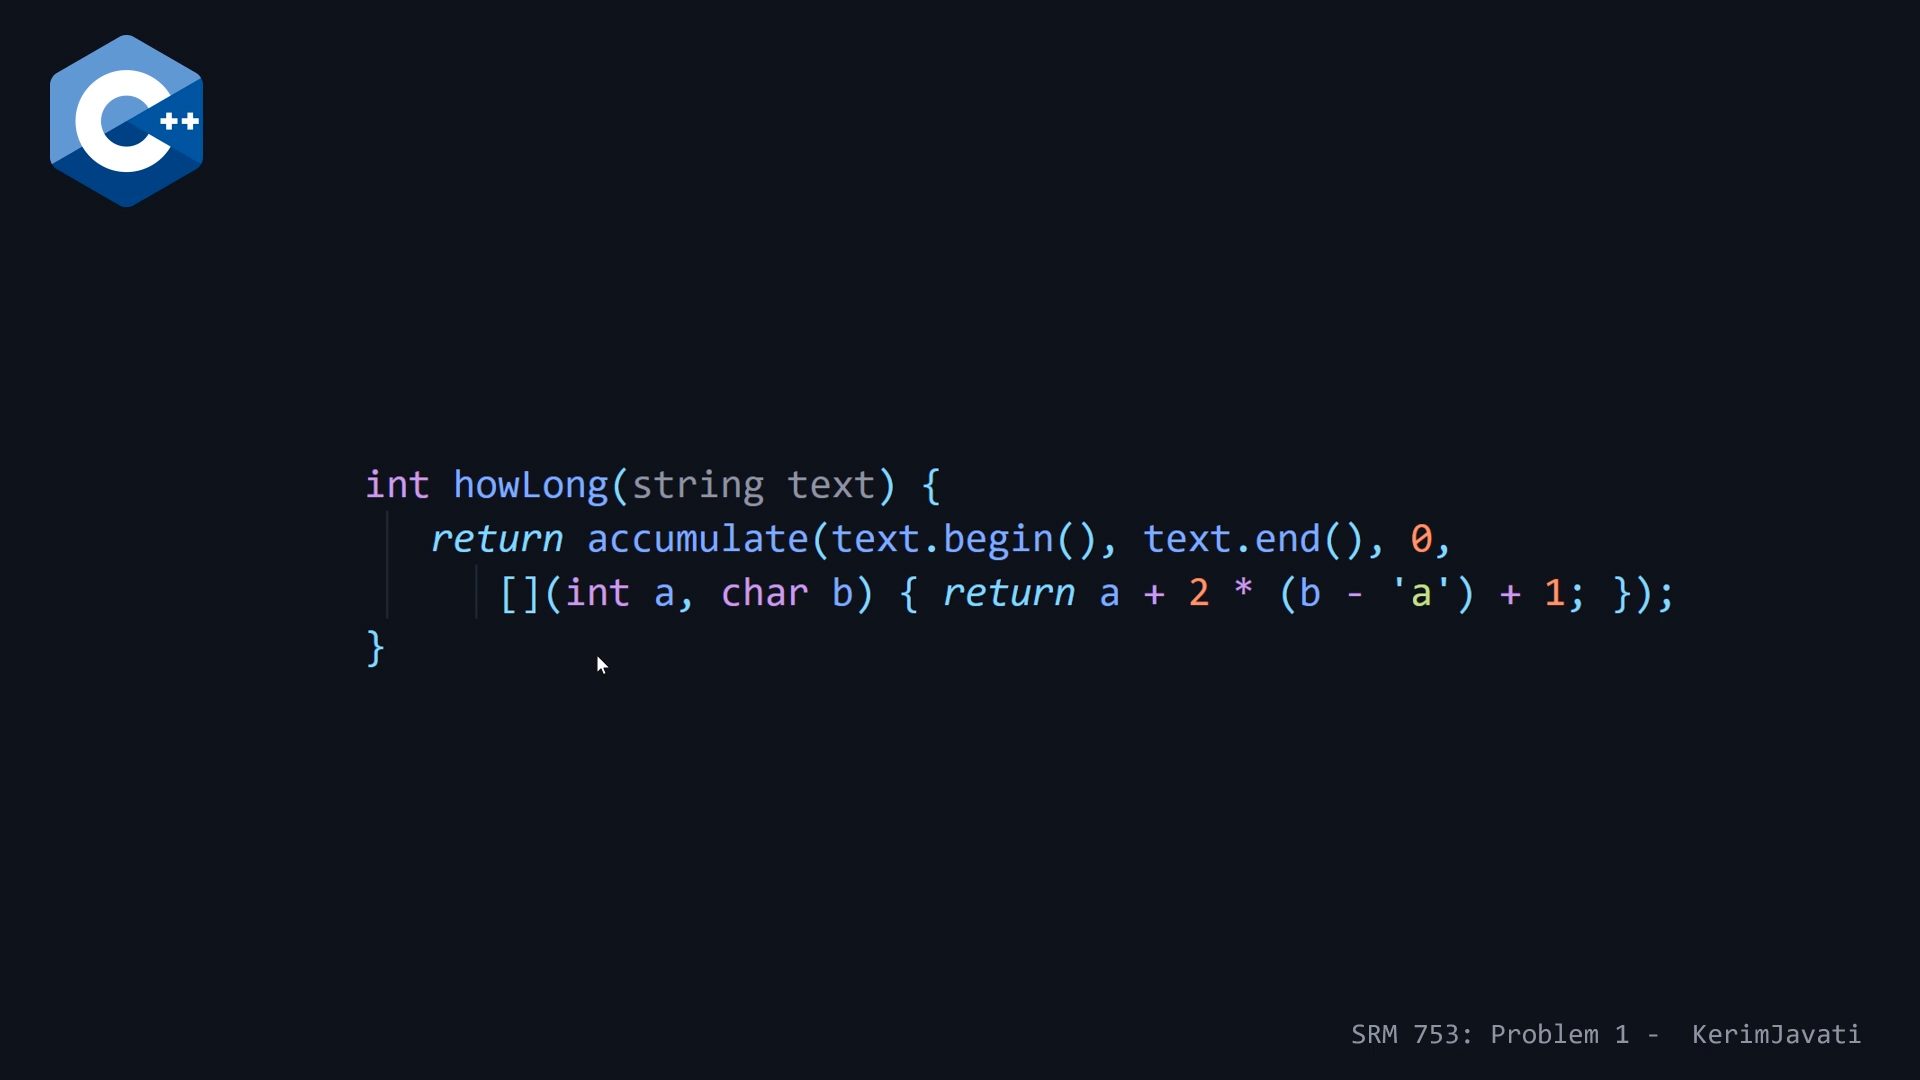 C++
int howLong(string text) {
return accumulate(text.begin(), text.end(), 0,
[](int a, char b) { return a + 2 * (b - 'a') + 1; });
}
SRM 753: Problem 1 - KerimJavati